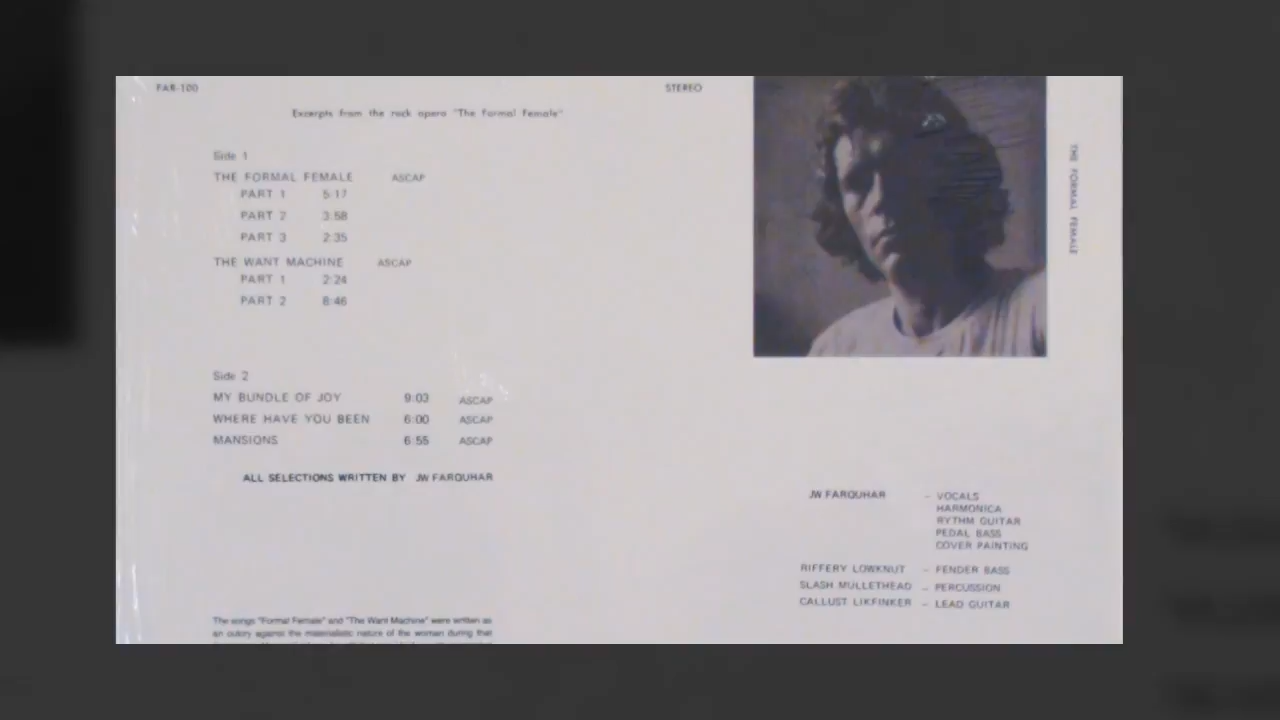 FAR-100
STEREO
Excerpts from the rock opera "The Formal Female"
Side 1
THE FORMAL FEMALE ASCAP
PART 1 5:17
PART 2 3:58
PART 3 2:35
THE WANT MACHINE ASCAP
PART 1 2:24
PART 2 8:46
Side 2
MY BUNDLE OF JOY 9:03 ASCAP
WHERE HAVE YOU BEEN 6:00 ASCAP
MANSIONS 6:55 ASCAP
ALL SELECTIONS WRITTEN BY JW FARQUHAR
The songs "Formal Female" and "The Want Machine" were written as
an outcry against the materialistic nature of the woman during that
THE FORMAL FEMALE
JW FARQUHAR – VOCALS
HARMONICA
RYTHM GUITAR
PEDAL BASS
COVER PAINTING
RIFFERY LOWKNUT – FENDER BASS
SLASH MULLETHEAD – PERCUSSION
CALLUST LIKFINKER – LEAD GUITAR